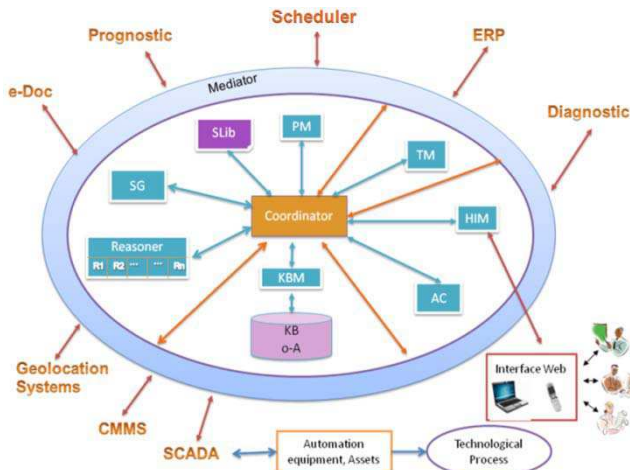 Scheduler
Prognostic
ERP
Mediator
e-Doc
Diagnostic
SLib
PM
TM
SG
Coordinator
HIM
Reasoner
R1 R2 ... ... Rn
KBM
AC
KB
o-A
Geolocation
Systems
Interface Web
CMMS
SCADA
Automation
equipment, Assets
Technological
Process